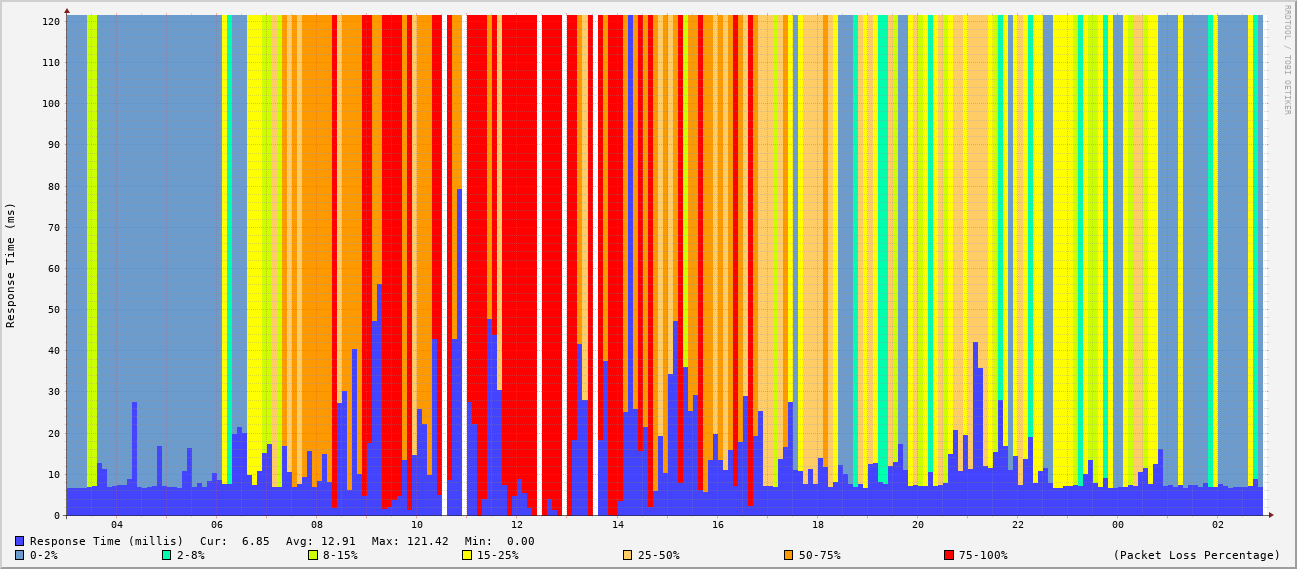 RRDTOOL / TOBI OETIKER
Response Time (ms)
120
110
100
90
80
70
60
50
40
30
20
10
0
04 06 08 10 12 14 16 18 20 22 00 02
Response Time (millis) Cur: 6.85 Avg: 12.91 Max: 121.42 Min: 0.00
0-2% 2-8% 8-15% 15-25% 25-50% 50-75% 75-100% (Packet Loss Percentage)